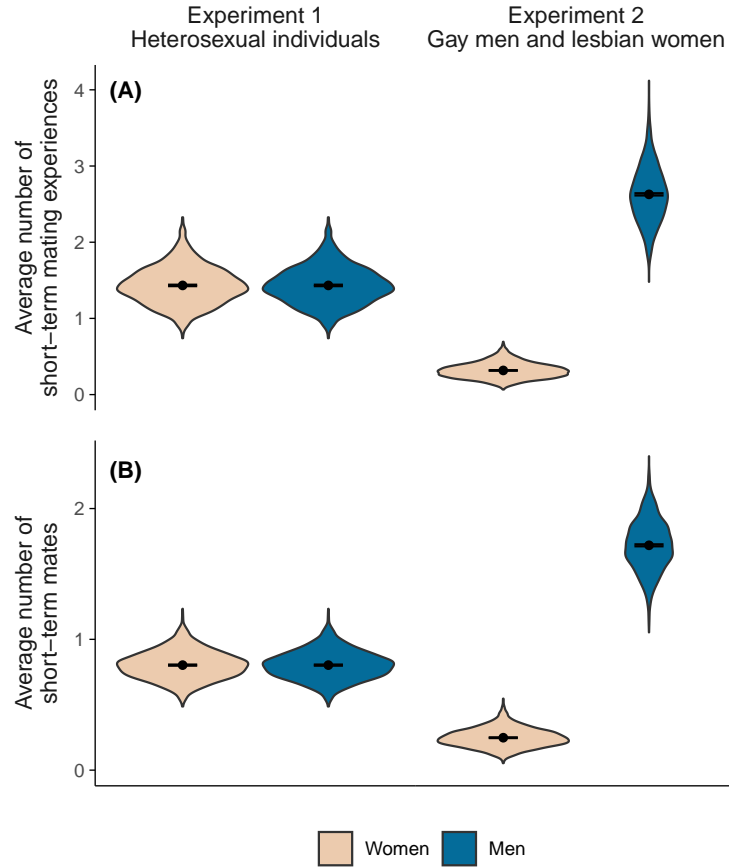 Experiment 1
Heterosexual individuals
Experiment 2
Gay men and lesbian women
(A)
Average number of
short−term mating experiences
4
3
2
1
0
(B)
Average number of
short−term mates
2
1
0
Women
Men